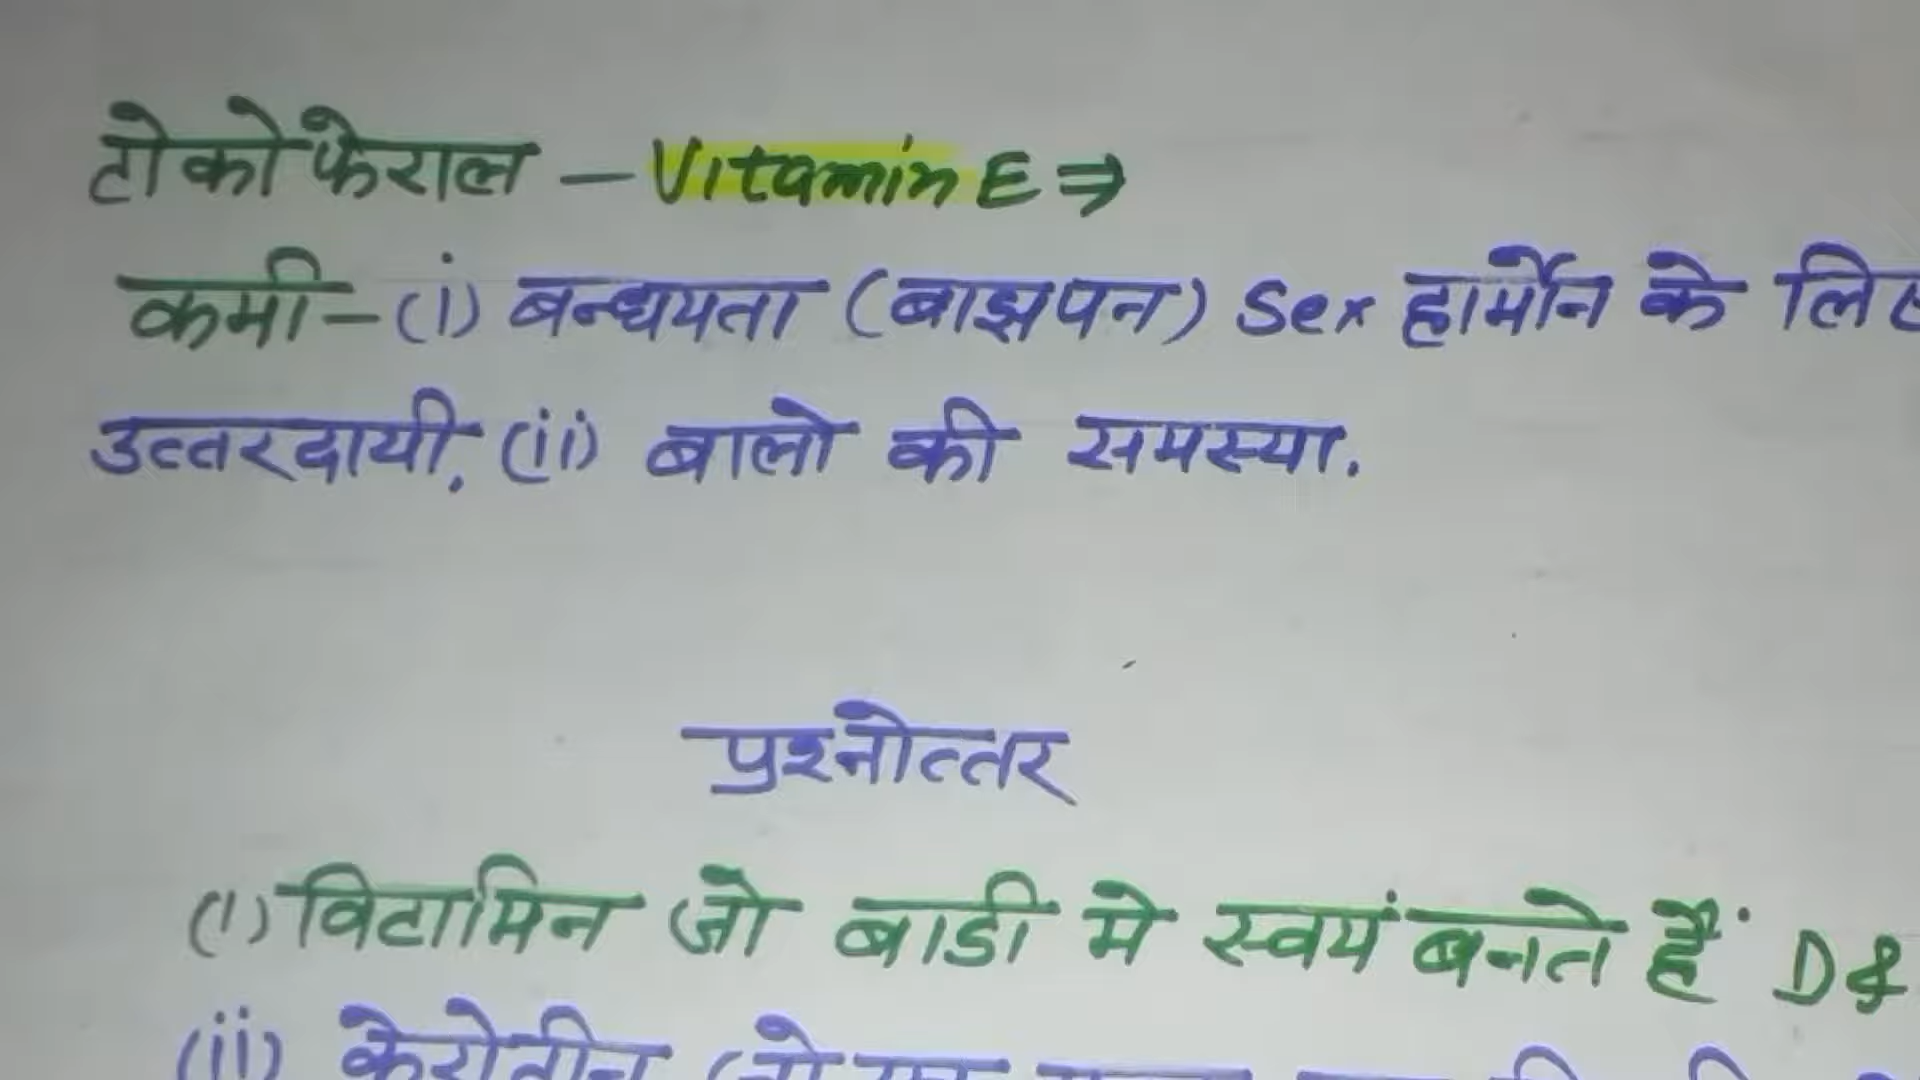 टोकोफेराल - Vitamin E ⇒
कमी - (i) बन्धयता (बाझपन) Sex हार्मोन के लिए
उत्तरदायी. (ii) बालो की समस्या.
प्रश्नोत्तर
(i) विटामिन जो बाडी मे स्वयं बनते हैं D &
(ii) केरोतीन